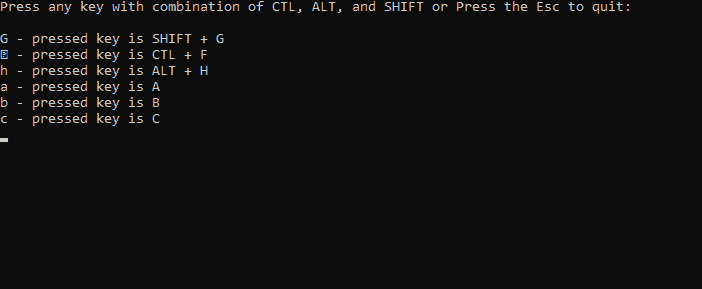 Press any key with combination of CTL, ALT, and SHIFT or Press the Esc to quit:
G - pressed key is SHIFT + G
⍰ - pressed key is CTL + F
h - pressed key is ALT + H
a - pressed key is A
b - pressed key is B
c - pressed key is C